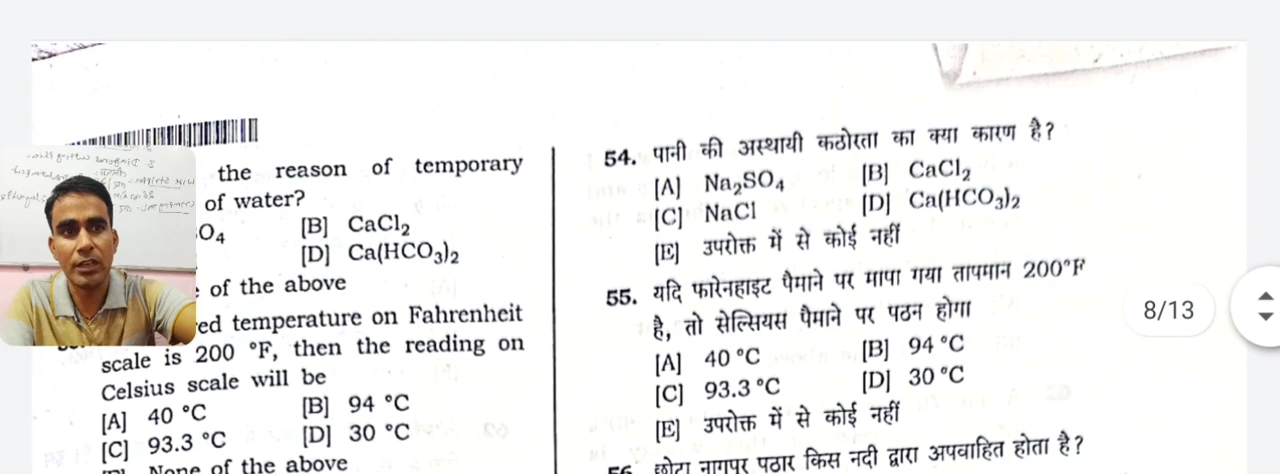 the reason of temporary
of water?
O4 [B] CaCl₂
[D] Ca(HCO₃)₂
of the above
ed temperature on Fahrenheit
scale is 200 °F, then the reading on
Celsius scale will be
[A] 40 °C [B] 94 °C
[C] 93.3 °C [D] 30 °C
None of the above
54. पानी की अस्थायी कठोरता का क्या कारण है?
[A] Na₂SO₄ [B] CaCl₂
[C] NaCl [D] Ca(HCO₃)₂
[E] उपरोक्त में से कोई नहीं
55. यदि फारेनहाइट पैमाने पर मापा गया तापमान 200°F
है, तो सेल्सियस पैमाने पर पठन होगा
[A] 40 °C [B] 94 °C
[C] 93.3 °C [D] 30 °C
[E] उपरोक्त में से कोई नहीं
56. छोटा नागपुर पठार किस नदी द्वारा अपवाहित होता है?
8/13